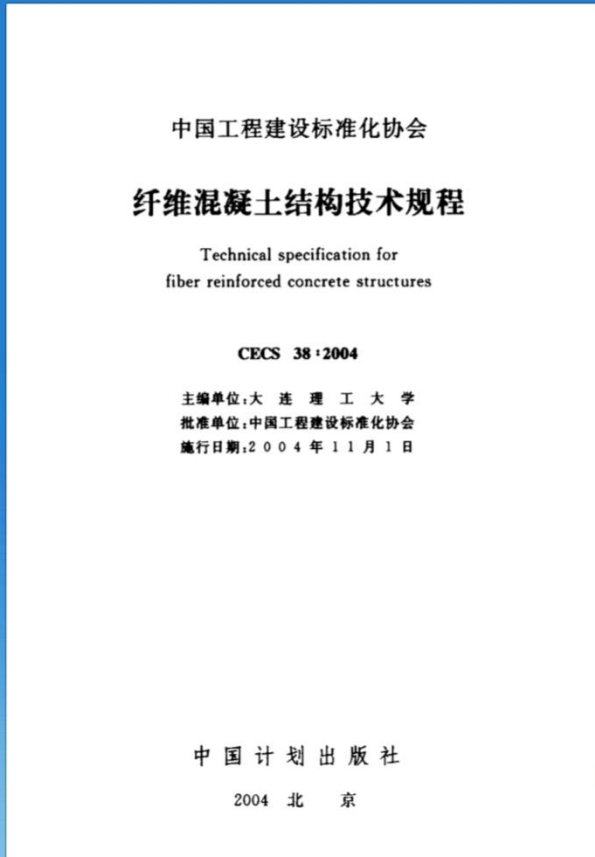 中国工程建设标准化协会
纤维混凝土结构技术规程
Technical specification for
fiber reinforced concrete structures
CECS 38:2004
主编单位:大连理工大学
批准单位:中国工程建设标准化协会
施行日期:2004年11月1日
中国计划出版社
2004 北京